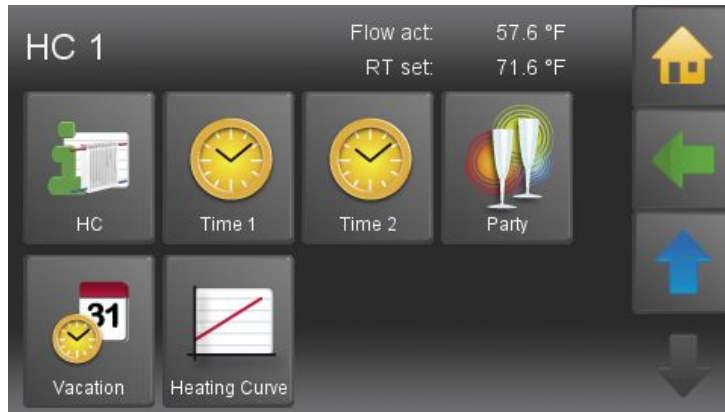 HC 1
Flow act: 57.6 °F
RT set: 71.6 °F
HC
Time 1
Time 2
Party
31
Vacation
Heating Curve